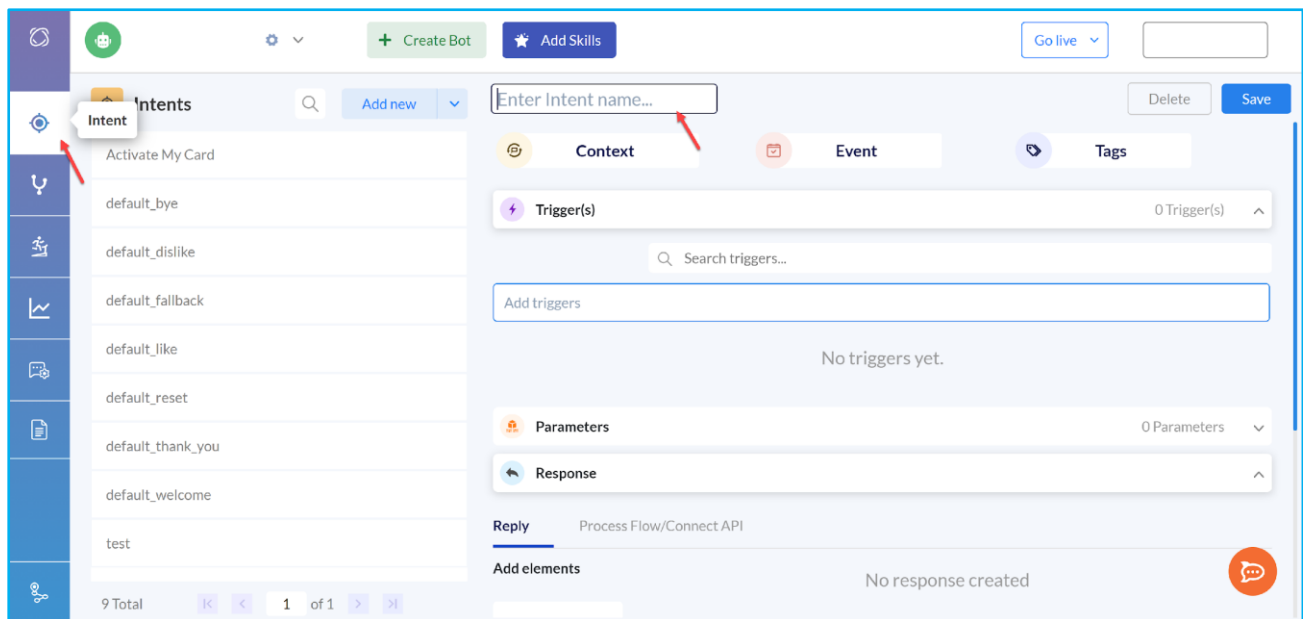 Create Bot
Add Skills
Go live
Intents
Add new
Enter Intent name...
Delete
Save
Intent
Activate My Card
default_bye
default_dislike
default_fallback
default_like
default_reset
default_thank_you
default_welcome
test
9 Total
1 of 1
Context
Event
Tags
Trigger(s)
0 Trigger(s)
Search triggers...
Add triggers
No triggers yet.
Parameters
0 Parameters
Response
Reply
Process Flow/Connect API
Add elements
No response created